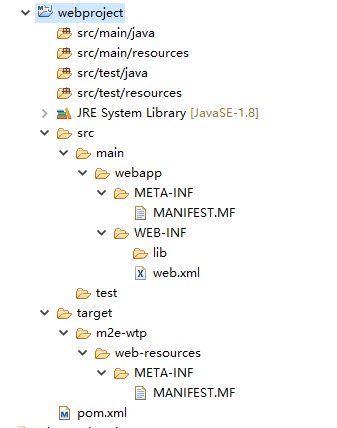 webproject
src/main/java
src/main/resources
src/test/java
src/test/resources
JRE System Library [JavaSE-1.8]
src
main
webapp
META-INF
MANIFEST.MF
WEB-INF
lib
web.xml
test
target
m2e-wtp
web-resources
META-INF
MANIFEST.MF
pom.xml